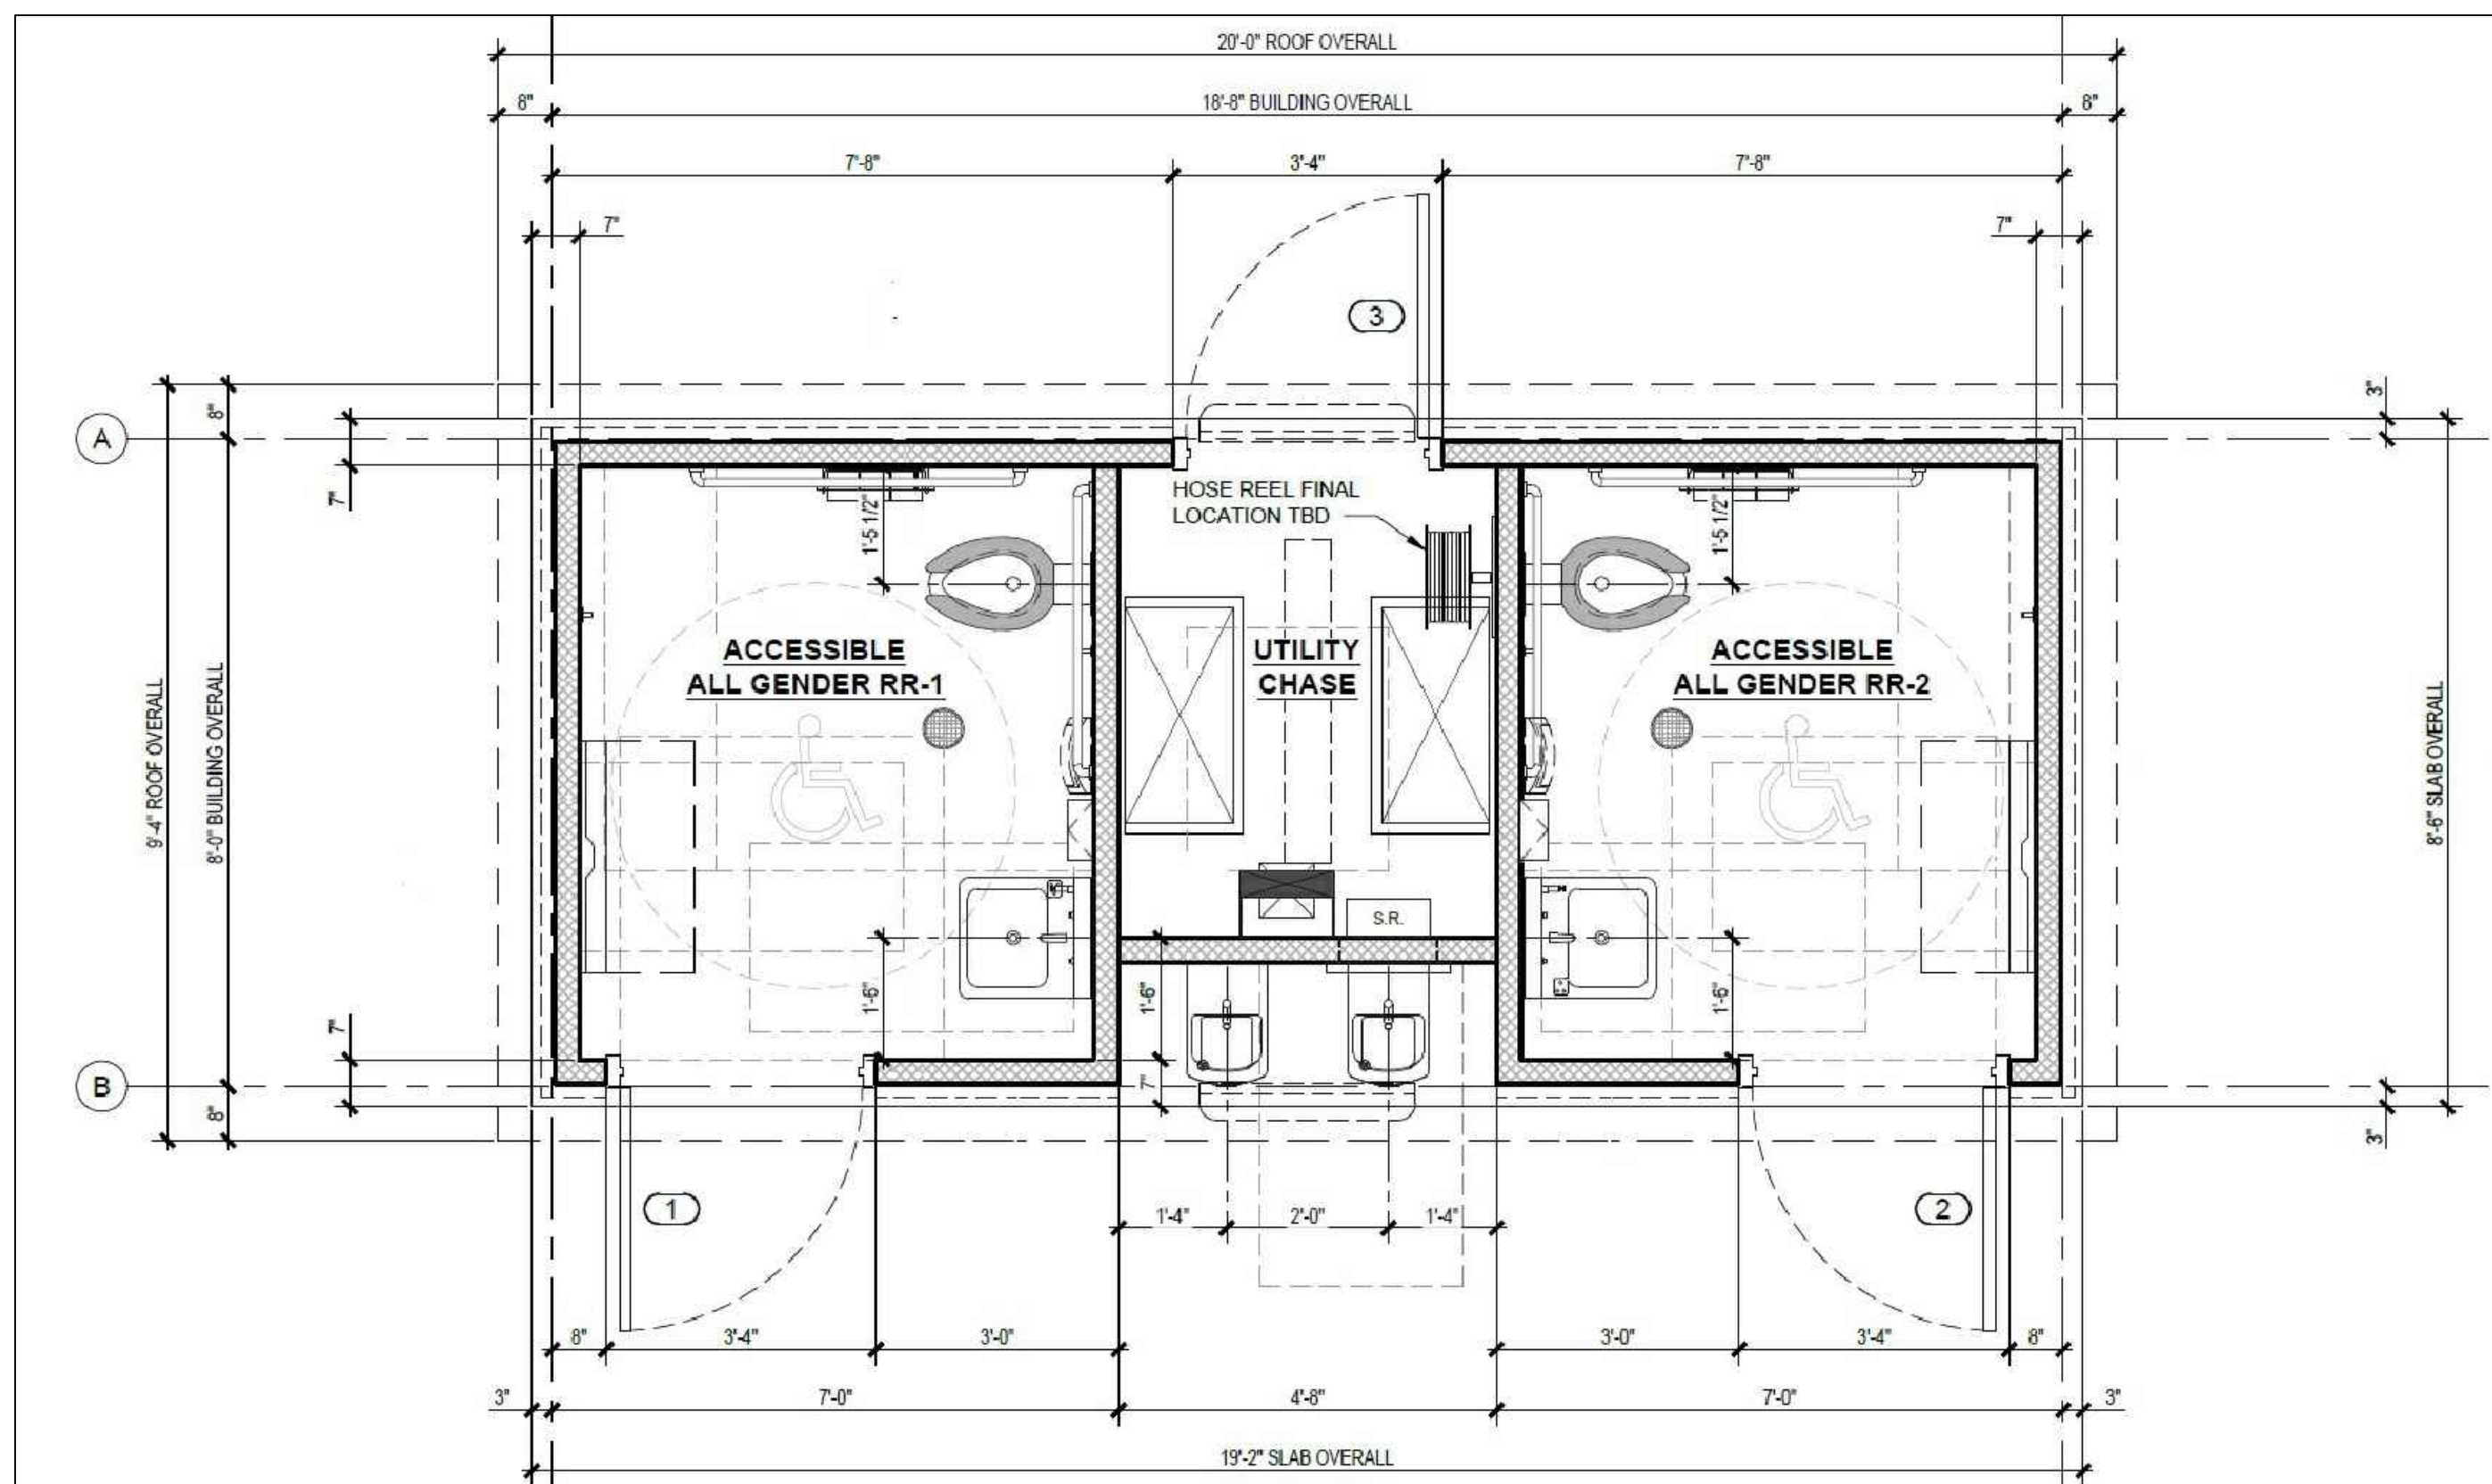 20'-0" ROOF OVERALL
8" 18'-8" BUILDING OVERALL 8"
7'-8" 3'-4" 7'-8"
7" 7"
3
A
8" 3"
7"
HOSE REEL FINAL
LOCATION TBD
1'-5 1/2" 1'-5 1/2"
ACCESSIBLE
ALL GENDER RR-1
UTILITY
CHASE
ACCESSIBLE
ALL GENDER RR-2
9'-4" ROOF OVERALL
8'-0" BUILDING OVERALL
8'-6" SLAB OVERALL
S.R.
1'-6" 1'-6" 1'-6"
7" 7"
B
8" 3"
1 2
1'-4" 2'-0" 1'-4"
8" 3'-4" 3'-0" 3'-0" 3'-4" 8"
3" 7'-0" 4'-8" 7'-0" 3"
19'-2" SLAB OVERALL